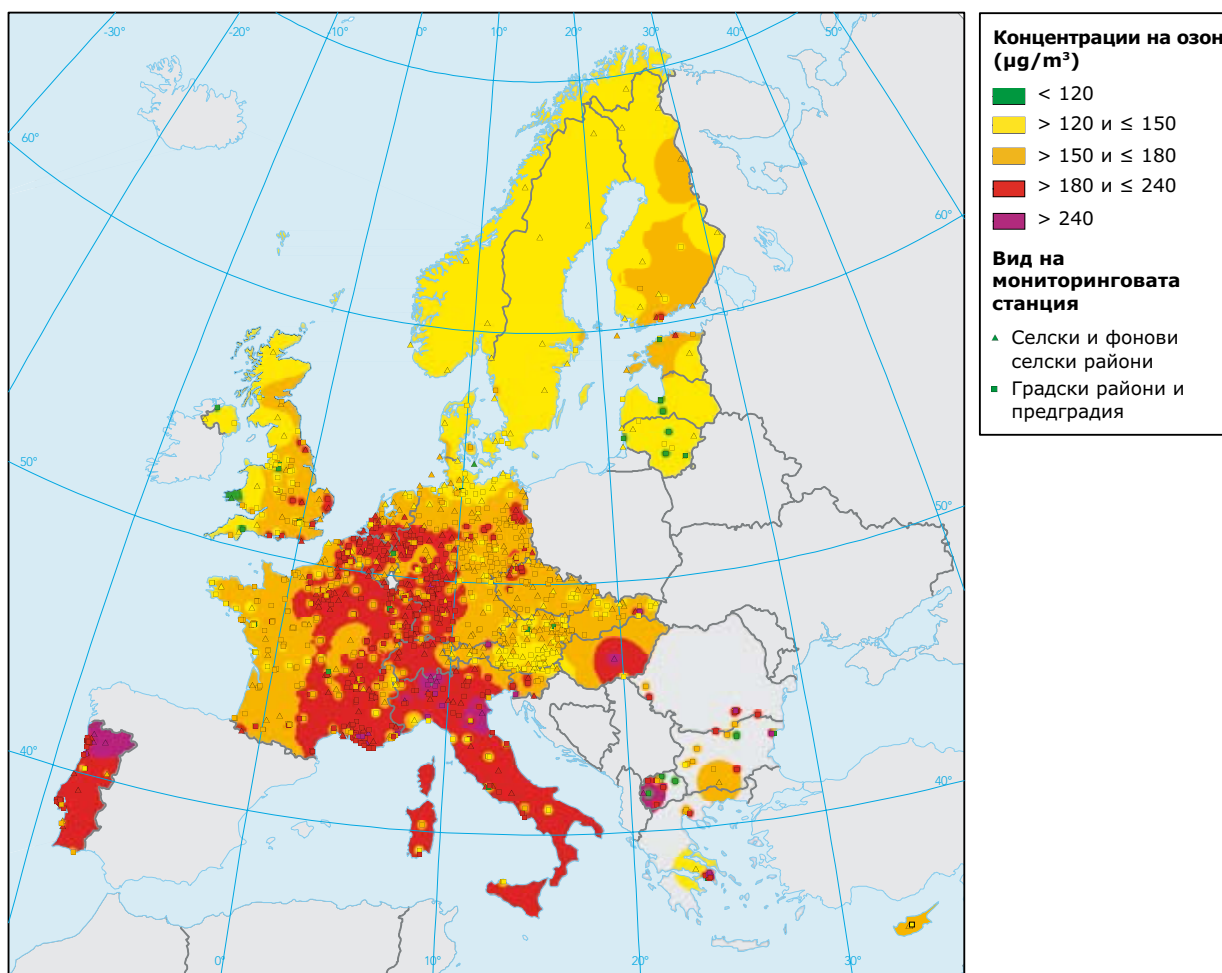 -30°
-20°
-10°
0°
10°
20°
30°
40°
50°
60°
60°
50°
40°
60°
50°
40°
0°
10°
20°
30°
Концентрации на озон
(µg/m³)
< 120
> 120 и ≤ 150
> 150 и ≤ 180
> 180 и ≤ 240
> 240
Вид на
мониторинговата
станция
Селски и фонови
селски райони
Градски райони и
предградия